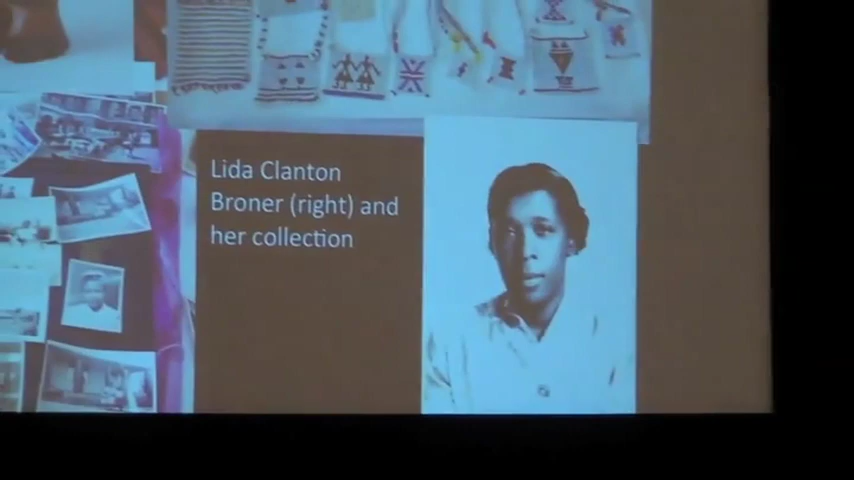 Lida Clanton
Broner (right) and
her collection